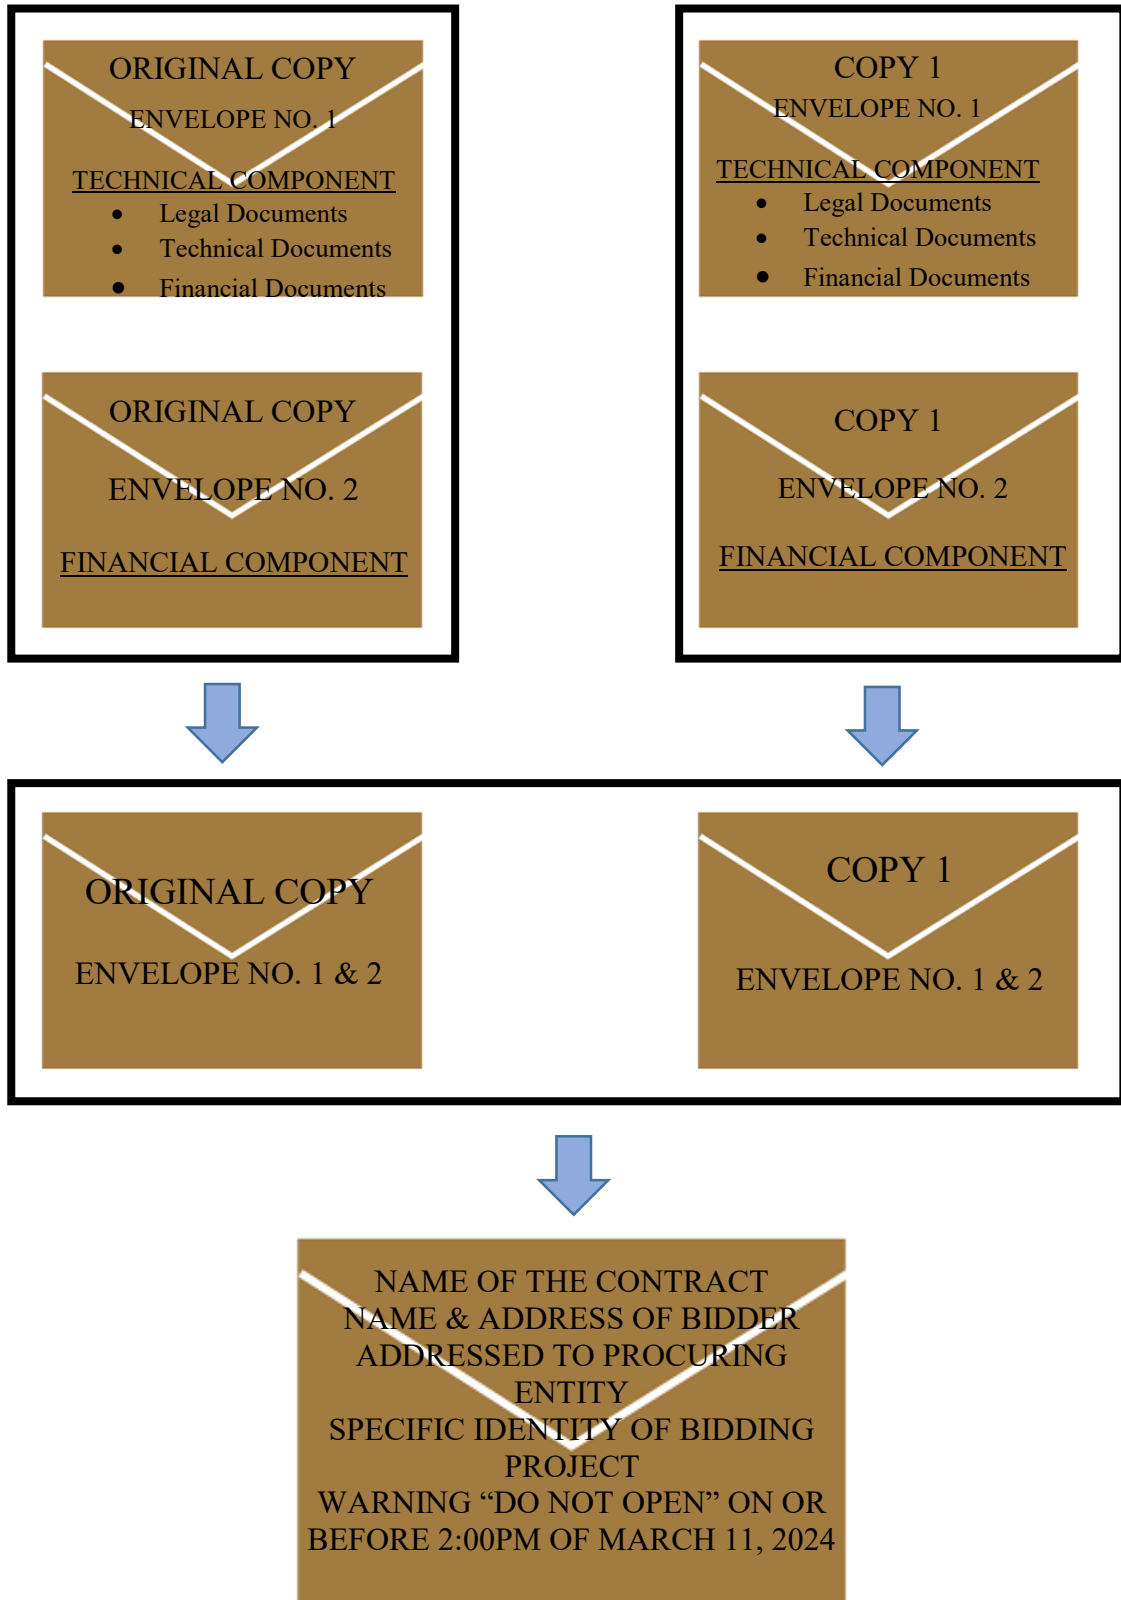 ORIGINAL COPY
ENVELOPE NO. 1
TECHNICAL COMPONENT
• Legal Documents
• Technical Documents
• Financial Documents
COPY 1
ENVELOPE NO. 1
TECHNICAL COMPONENT
• Legal Documents
• Technical Documents
• Financial Documents
ORIGINAL COPY
ENVELOPE NO. 2
FINANCIAL COMPONENT
COPY 1
ENVELOPE NO. 2
FINANCIAL COMPONENT
ORIGINAL COPY
ENVELOPE NO. 1 & 2
COPY 1
ENVELOPE NO. 1 & 2
NAME OF THE CONTRACT
NAME & ADDRESS OF BIDDER
ADDRESSED TO PROCURING
ENTITY
SPECIFIC IDENTITY OF BIDDING
PROJECT
WARNING “DO NOT OPEN” ON OR
BEFORE 2:00PM OF MARCH 11, 2024